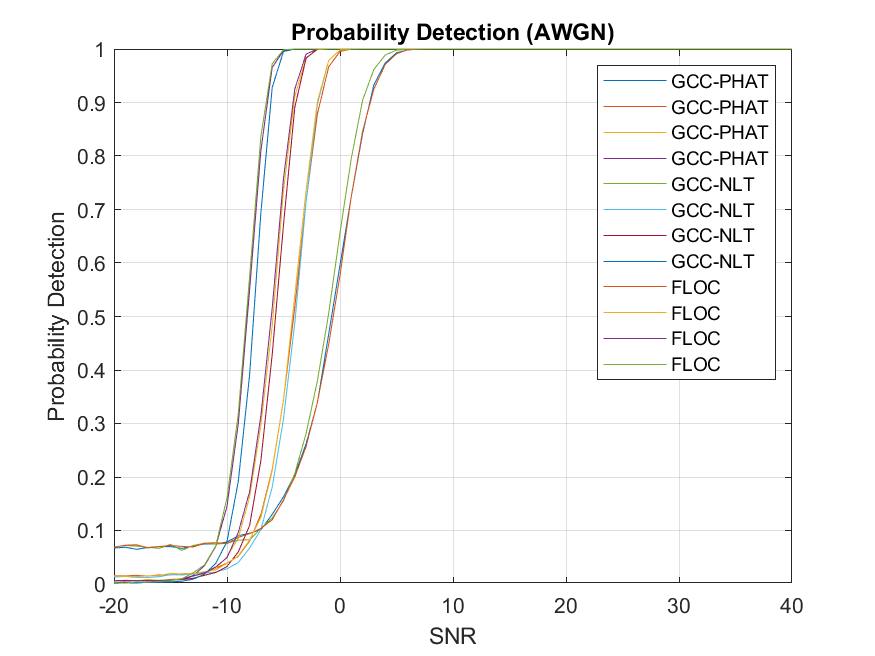 Probability Detection (AWGN)
1
0.9
0.8
0.7
0.6
0.5
0.4
0.3
0.2
0.1
0
Probability Detection
-20
-10
0
10
20
30
40
SNR
GCC-PHAT
GCC-PHAT
GCC-PHAT
GCC-PHAT
GCC-NLT
GCC-NLT
GCC-NLT
GCC-NLT
FLOC
FLOC
FLOC
FLOC